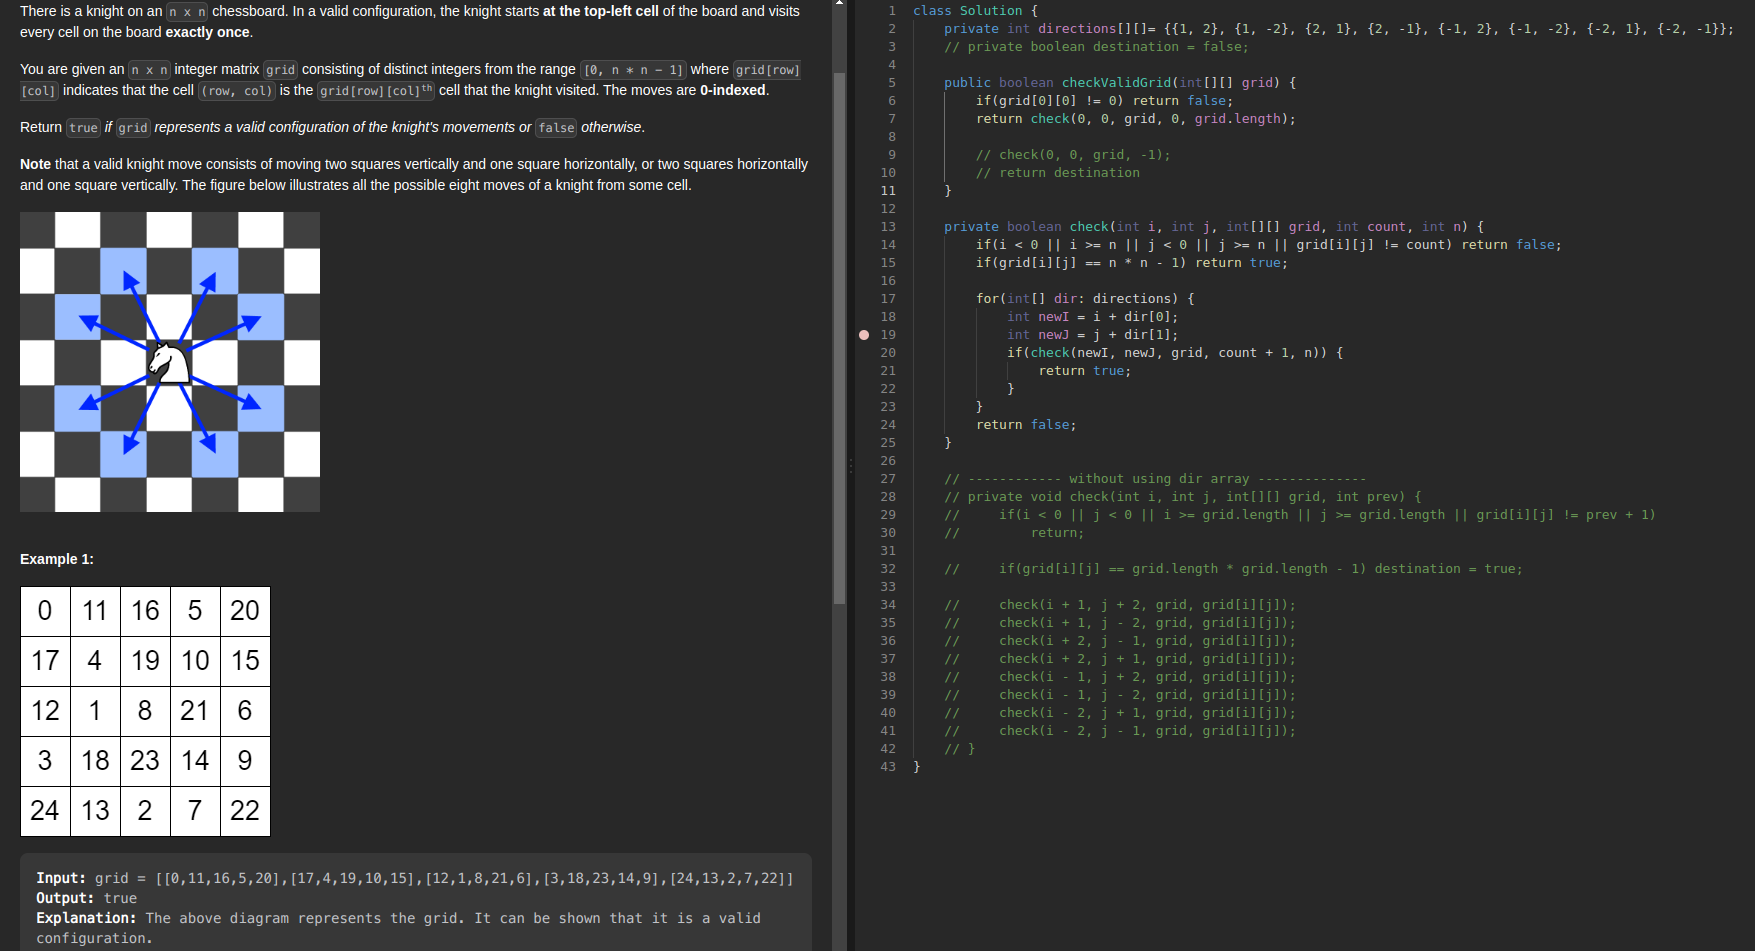 There is a knight on an n x n chessboard. In a valid configuration, the knight starts at the top-left cell of the board and visits
every cell on the board exactly once.
You are given an n x n integer matrix grid consisting of distinct integers from the range [0, n * n - 1] where grid[row]
[col] indicates that the cell (row, col) is the grid[row][col]th cell that the knight visited. The moves are 0-indexed.
Return true if grid represents a valid configuration of the knight's movements or false otherwise.
Note that a valid knight move consists of moving two squares vertically and one square horizontally, or two squares horizontally
and one square vertically. The figure below illustrates all the possible eight moves of a knight from some cell.
Example 1:
0 11 16 5 20
17 4 19 10 15
12 1 8 21 6
3 18 23 14 9
24 13 2 7 22
Input: grid = [[0,11,16,5,20],[17,4,19,10,15],[12,1,8,21,6],[3,18,23,14,9],[24,13,2,7,22]]
Output: true
Explanation: The above diagram represents the grid. It can be shown that it is a valid
configuration.
1 class Solution {
2 private int directions[][]= {{1, 2}, {1, -2}, {2, 1}, {2, -1}, {-1, 2}, {-1, -2}, {-2, 1}, {-2, -1}};
3 // private boolean destination = false;
4
5 public boolean checkValidGrid(int[][] grid) {
6 if(grid[0][0] != 0) return false;
7 return check(0, 0, grid, 0, grid.length);
8
9 // check(0, 0, grid, -1);
10 // return destination
11 }
12
13 private boolean check(int i, int j, int[][] grid, int count, int n) {
14 if(i < 0 || i >= n || j < 0 || j >= n || grid[i][j] != count) return false;
15 if(grid[i][j] == n * n - 1) return true;
16
17 for(int[] dir: directions) {
18 int newI = i + dir[0];
19 int newJ = j + dir[1];
20 if(check(newI, newJ, grid, count + 1, n)) {
21 return true;
22 }
23 }
24 return false;
25 }
26
27 // ------------ without using dir array --------------
28 // private void check(int i, int j, int[][] grid, int prev) {
29 // if(i < 0 || j < 0 || i >= grid.length || j >= grid.length || grid[i][j] != prev + 1)
30 // return;
31
32 // if(grid[i][j] == grid.length * grid.length - 1) destination = true;
33
34 // check(i + 1, j + 2, grid, grid[i][j]);
35 // check(i + 1, j - 2, grid, grid[i][j]);
36 // check(i + 2, j - 1, grid, grid[i][j]);
37 // check(i + 2, j + 1, grid, grid[i][j]);
38 // check(i - 1, j + 2, grid, grid[i][j]);
39 // check(i - 1, j - 2, grid, grid[i][j]);
40 // check(i - 2, j + 1, grid, grid[i][j]);
41 // check(i - 2, j - 1, grid, grid[i][j]);
42 // }
43 }